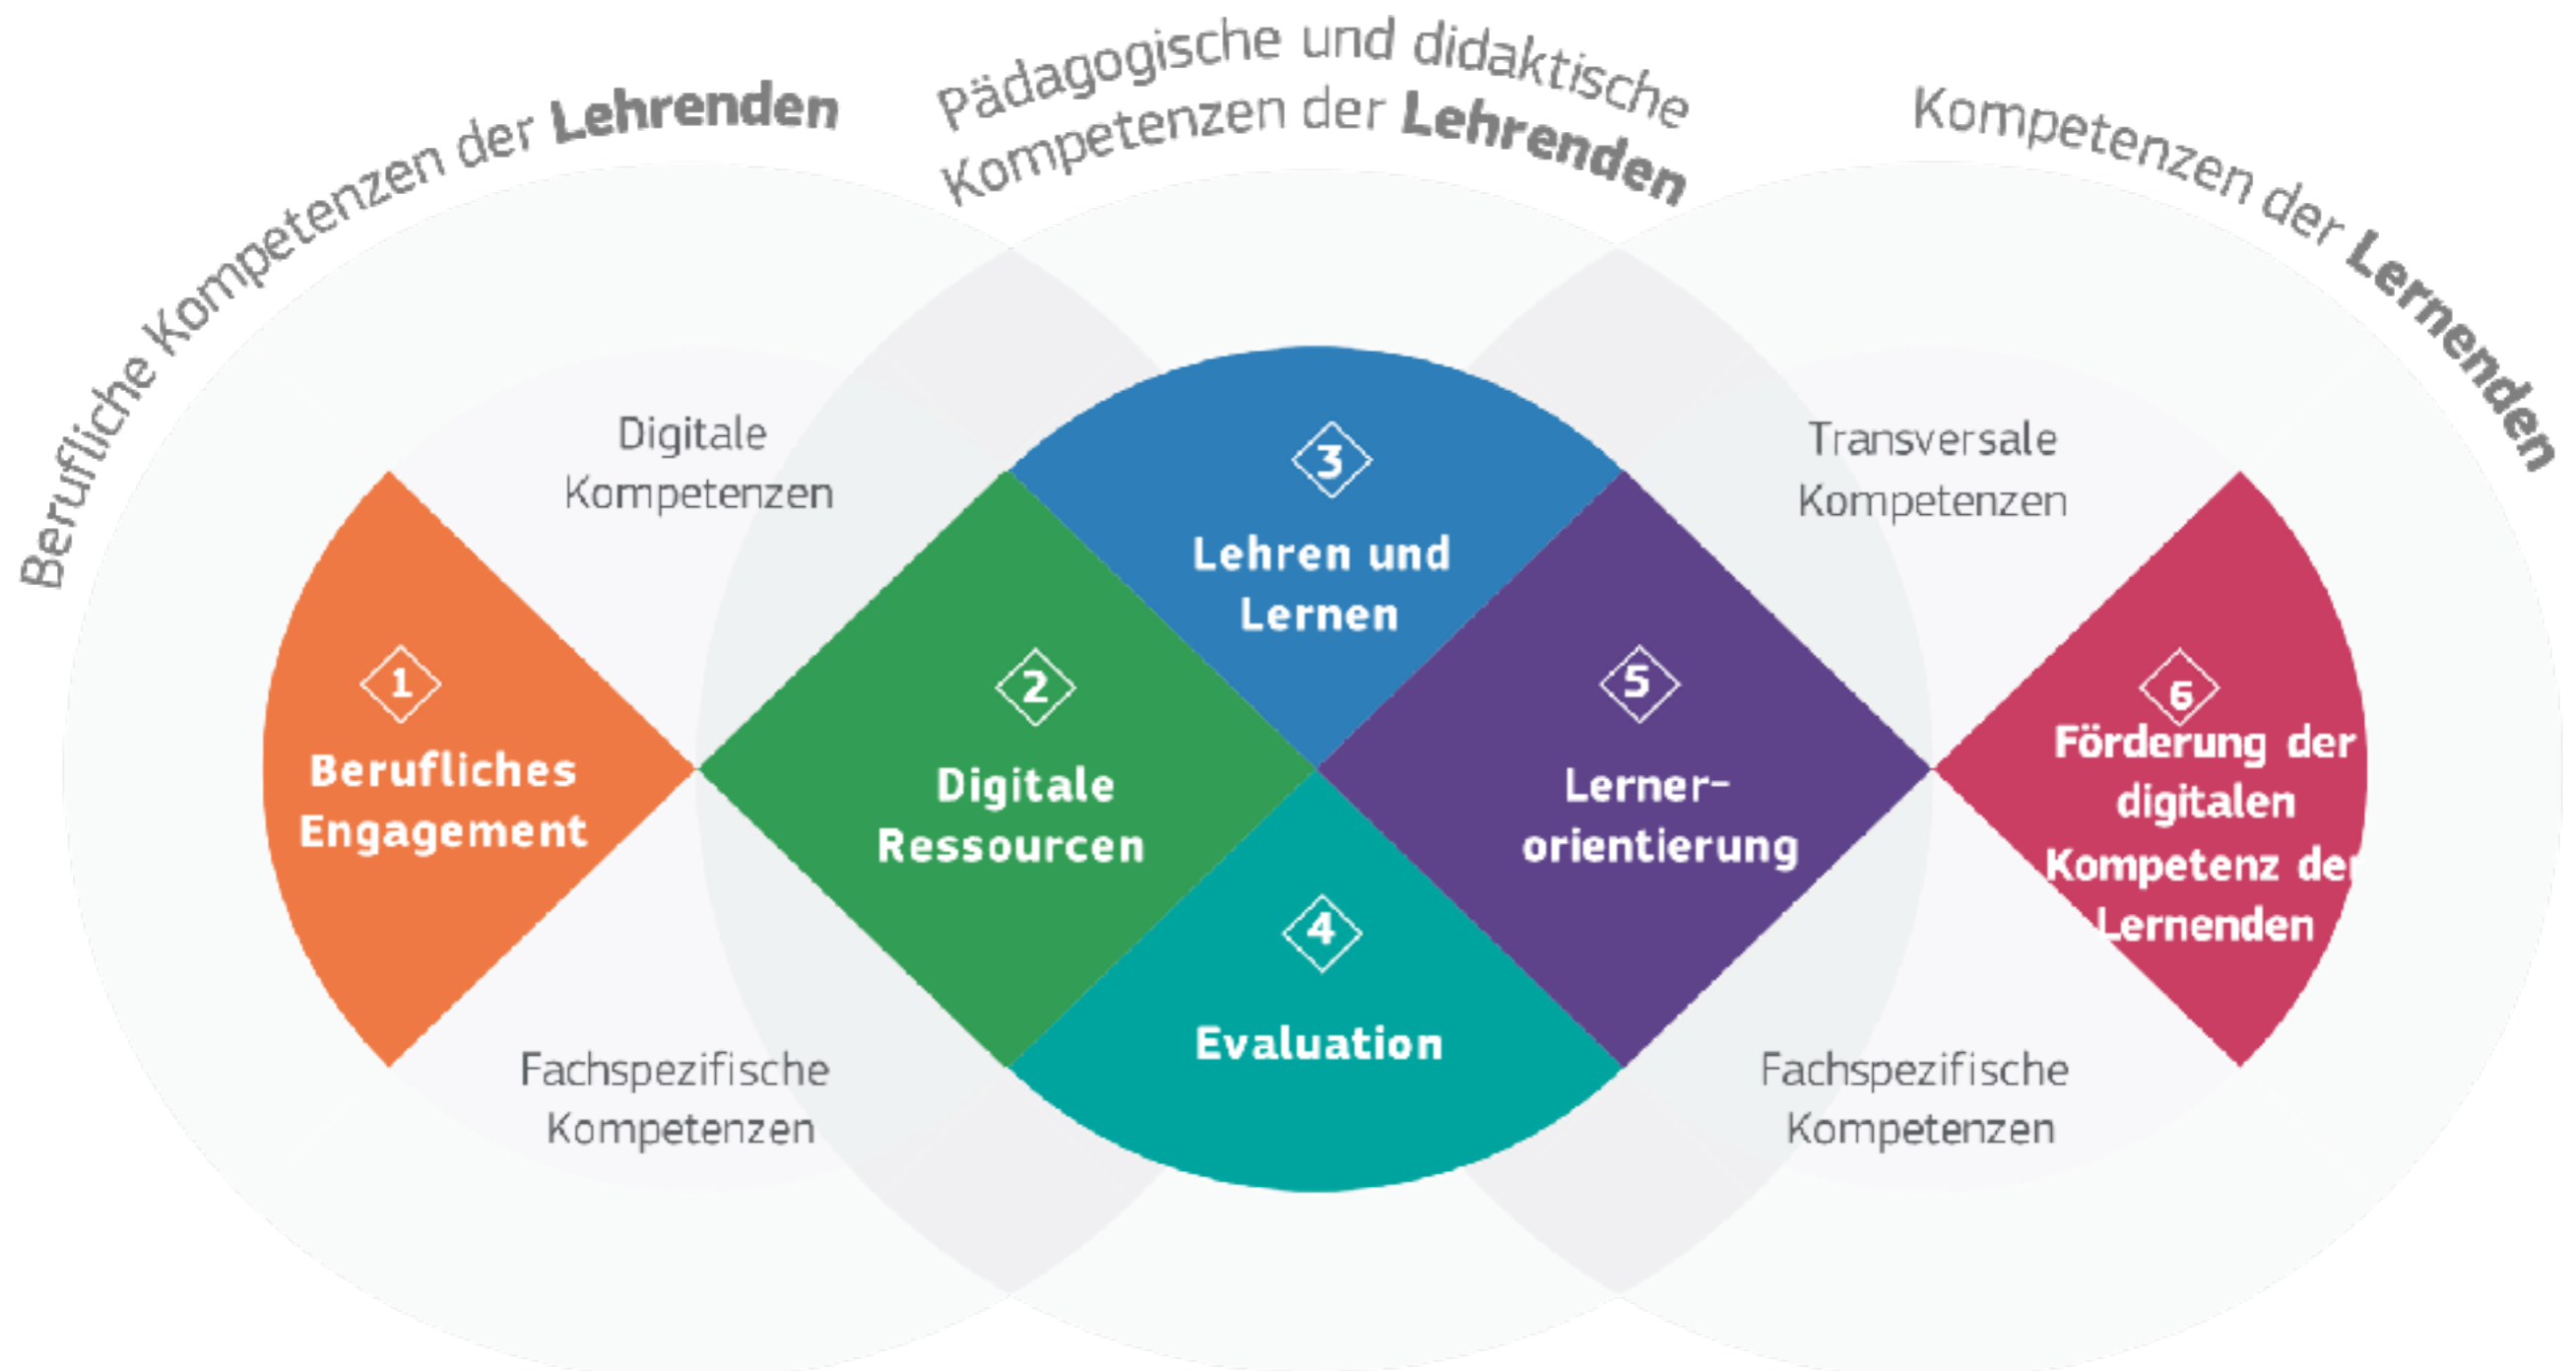 Berufliche Kompetenzen der Lehrenden
Pädagogische und didaktische
Kompetenzen der Lehrenden
Kompetenzen der Lernenden
Digitale
Kompetenzen
Transversale
Kompetenzen
1
Berufliches
Engagement
2
Digitale
Ressourcen
3
Lehren und
Lernen
4
Evaluation
5
Lerner-
orientierung
6
Förderung der
digitalen
Kompetenz der
Lernenden
Fachspezifische
Kompetenzen
Fachspezifische
Kompetenzen